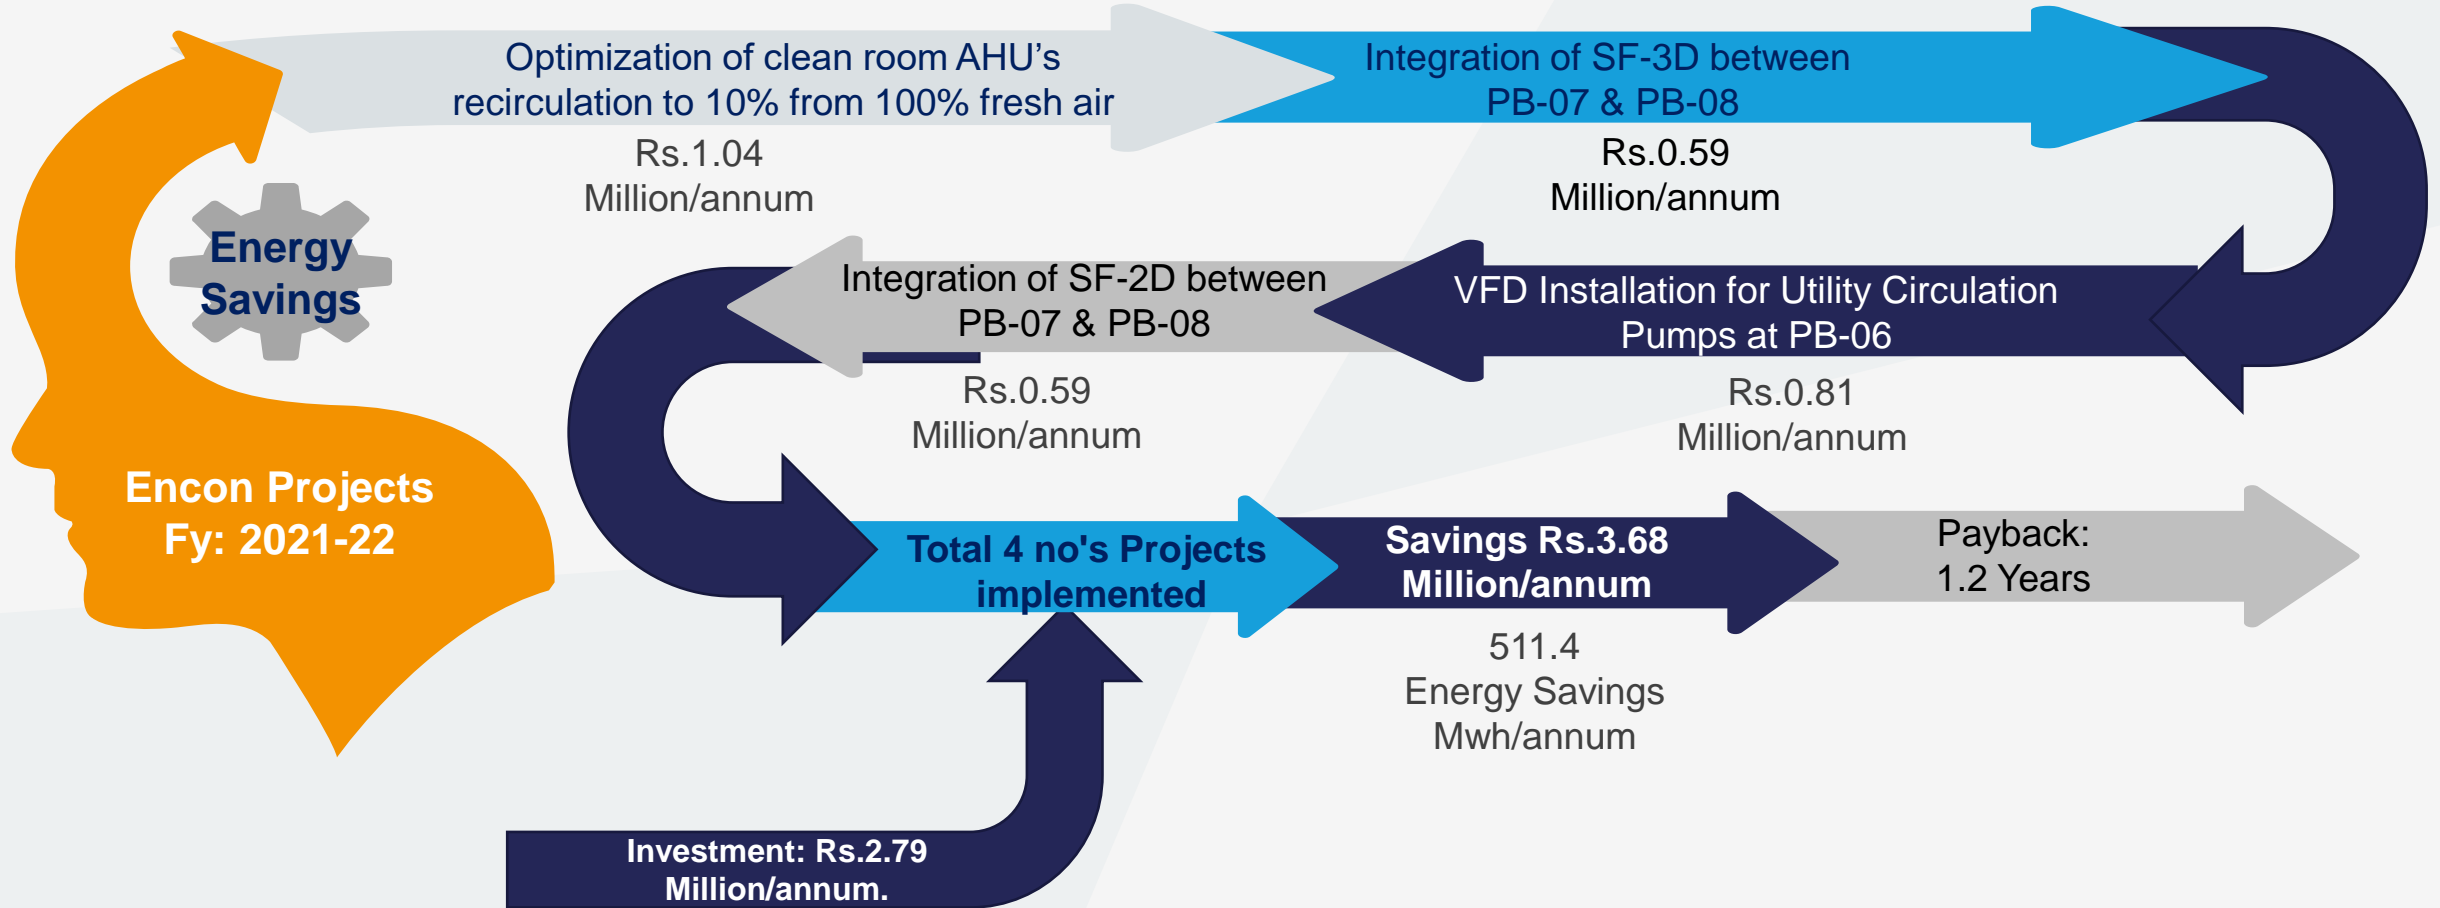 Optimization of clean room AHU's
recirculation to 10% from 100% fresh air
Rs.1.04
Million/annum
Integration of SF-3D between
PB-07 & PB-08
Rs.0.59
Million/annum
Energy
Savings
VFD Installation for Utility Circulation
Pumps at PB-06
Rs.0.81
Million/annum
Integration of SF-2D between
PB-07 & PB-08
Rs.0.59
Million/annum
Encon Projects
Fy: 2021-22
Total 4 no's Projects
implemented
Savings Rs.3.68
Million/annum
511.4
Energy Savings
Mwh/annum
Payback:
1.2 Years
Investment: Rs.2.79
Million/annum.